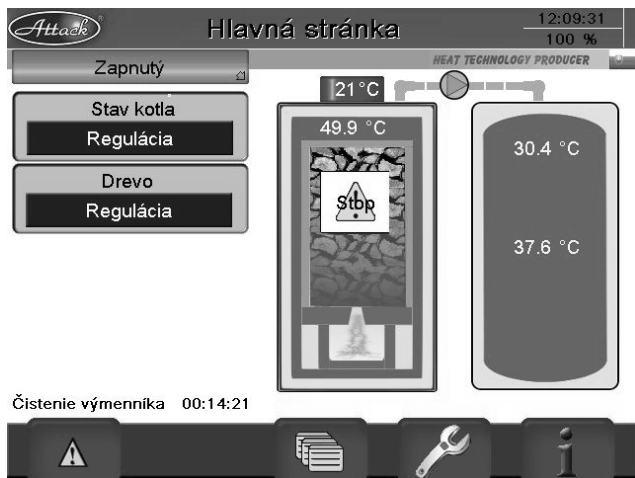 Attack
Hlavná stránka
12:09:31
100 %
HEAT TECHNOLOGY PRODUCER
Zapnutý
21°C
Stav kotla
Regulácia
49.9 °C
30.4 °C
Drevo
Regulácia
Stop
37.6 °C
Čistenie výmenníka 00:14:21